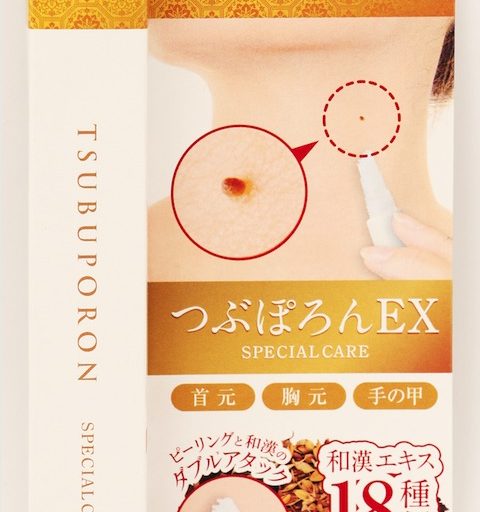 TSUBUPORON
SPECIAL
つぶぽろんEX
SPECIAL CARE
首元
胸元
手の甲
ピーリングと和漢の
ダブルアタック
和漢エキス
18種